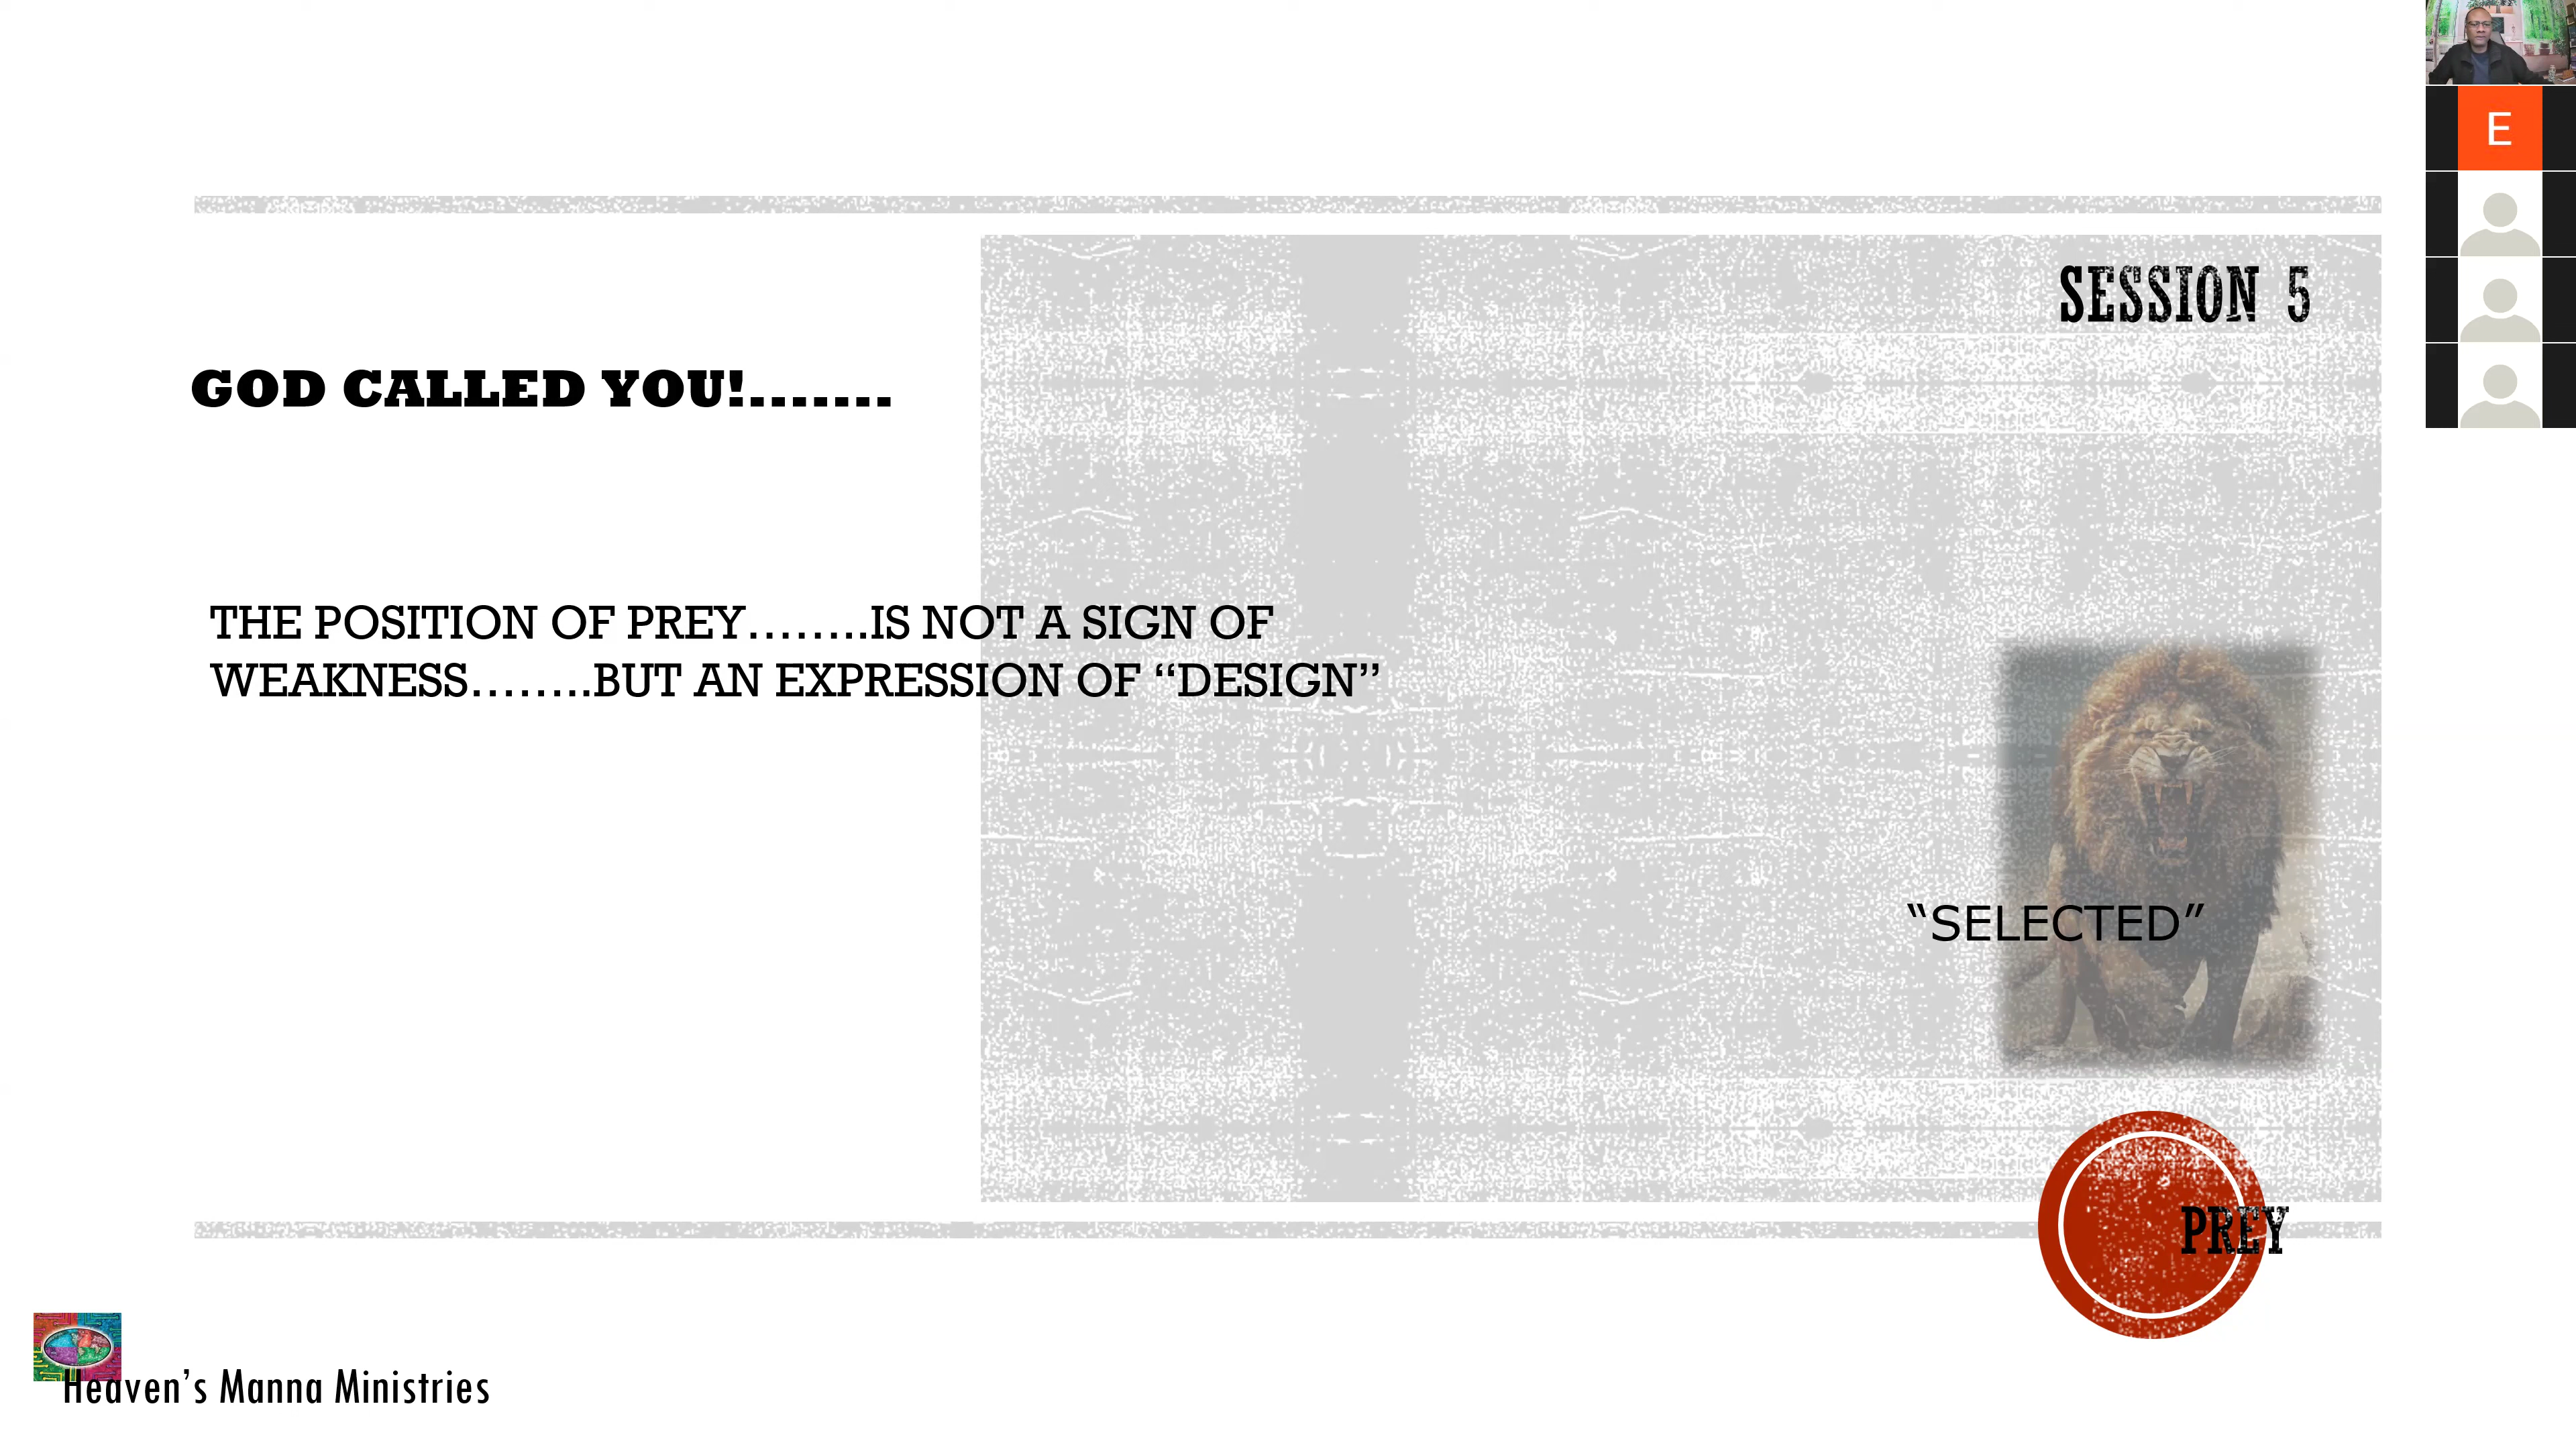 E
SESSION 5
GOD CALLED YOU!.......
THE POSITION OF PREY........IS NOT A SIGN OF
WEAKNESS........BUT AN EXPRESSION OF “DESIGN”
“SELECTED”
PREY
Heaven’s Manna Ministries